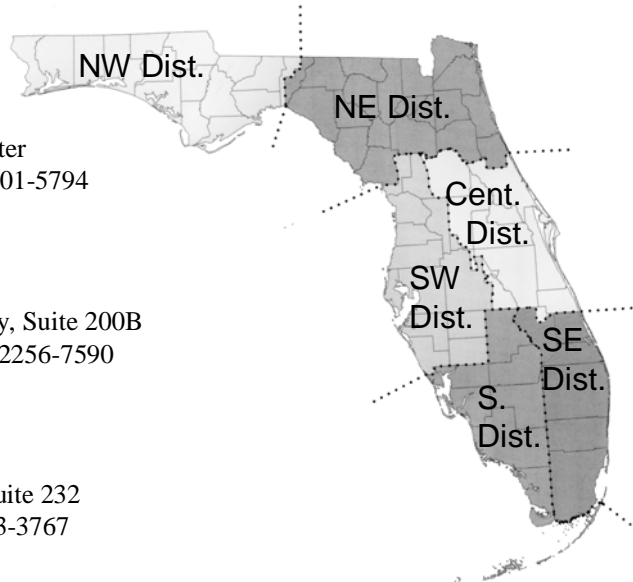 NW Dist.
NE Dist.
ter
01-5794
Cent.
Dist.
SW
Dist.
y, Suite 200B
2256-7590
SE
Dist.
S.
Dist.
uite 232
3-3767